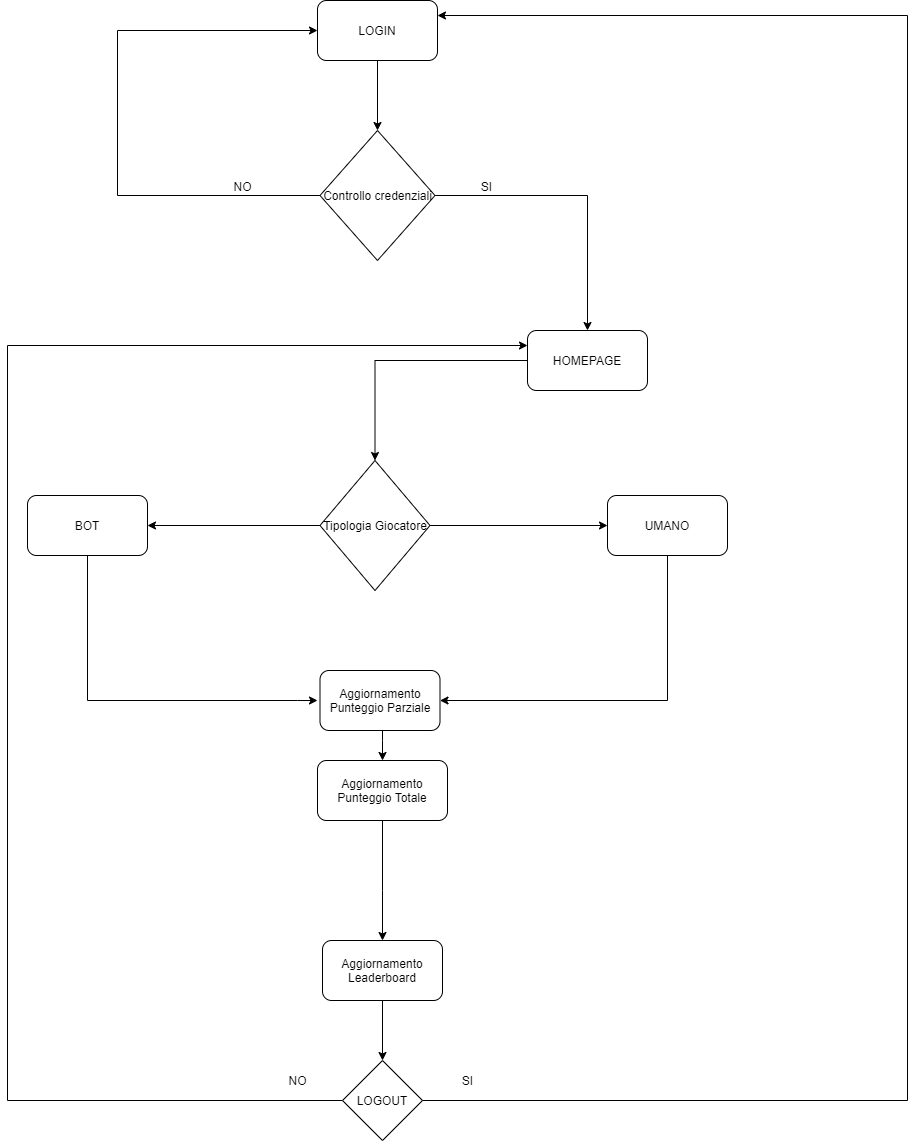 LOGIN
NO
SI
Controllo credenziali
HOMEPAGE
BOT
Tipologia Giocatore
UMANO
Aggiornamento
Punteggio Parziale
Aggiornamento
Punteggio Totale
Aggiornamento
Leaderboard
NO
SI
LOGOUT